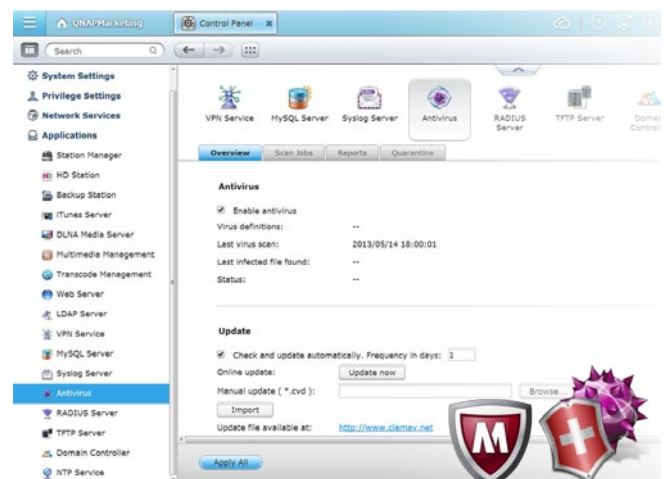 QNAPMarketing
Control Panel
Search
System Settings
Privilege Settings
Network Services
Applications
Station Manager
HD Station
Backup Station
iTunes Server
DLNA Media Server
Multimedia Management
Transcode Management
Web Server
LDAP Server
VPN Service
MySQL Server
Syslog Server
Antivirus
RADIUS Server
TFTP Server
Domain Controller
NTP Service
VPN Service
MySQL Server
Syslog Server
Antivirus
RADIUS
Server
TFTP Server
Domain
Overview
Scan Jobs
Reports
Quarantine
Antivirus
Enable antivirus
Virus definitions: --
Last virus scan: 2013/05/14 18:00:01
Last infected file found: --
Status: --
Update
Check and update automatically. Frequency in days: 1
Online update: Update now
Manual update ( *.cvd ): Browse...
Import
Update file available at: http://www.clamav.net
Apply All